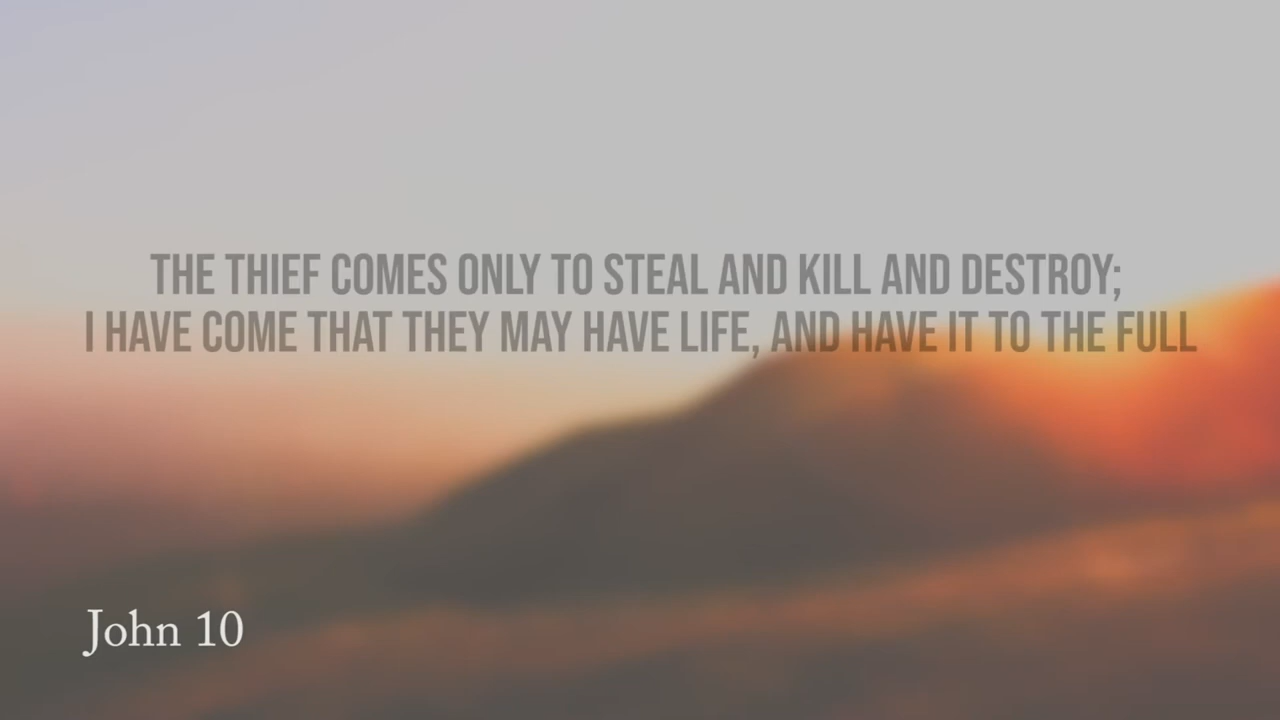 THE THIEF COMES ONLY TO STEAL AND KILL AND DESTROY;
I HAVE COME THAT THEY MAY HAVE LIFE, AND HAVE IT TO THE FULL
John 10